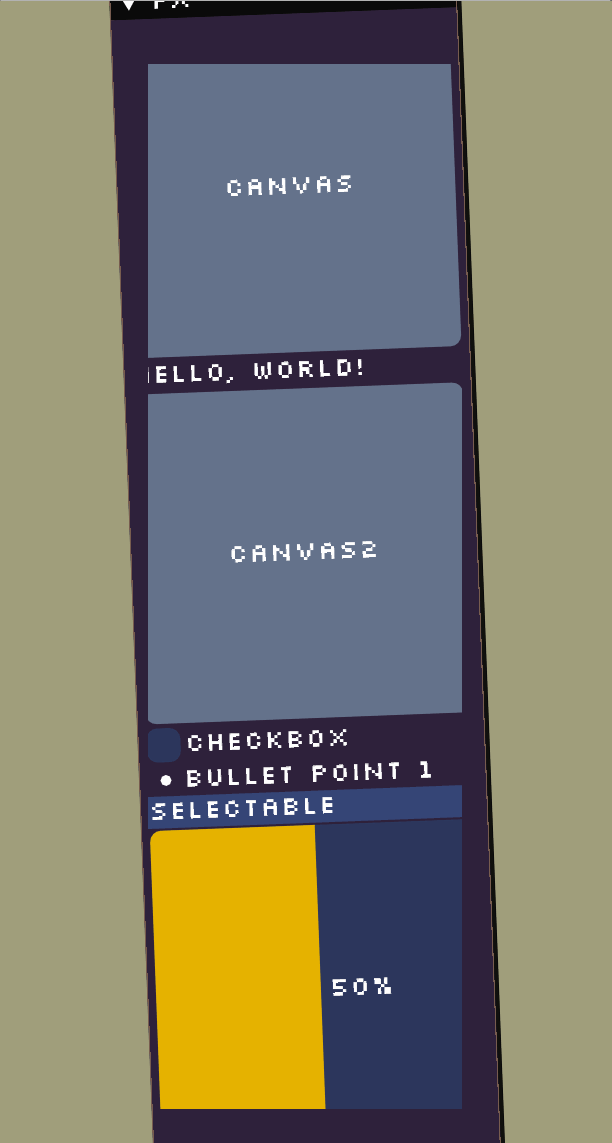 CANVAS
ELLO, WORLD!
CANVAS2
CHECKBOX
• BULLET POINT 1
SELECTABLE
50%